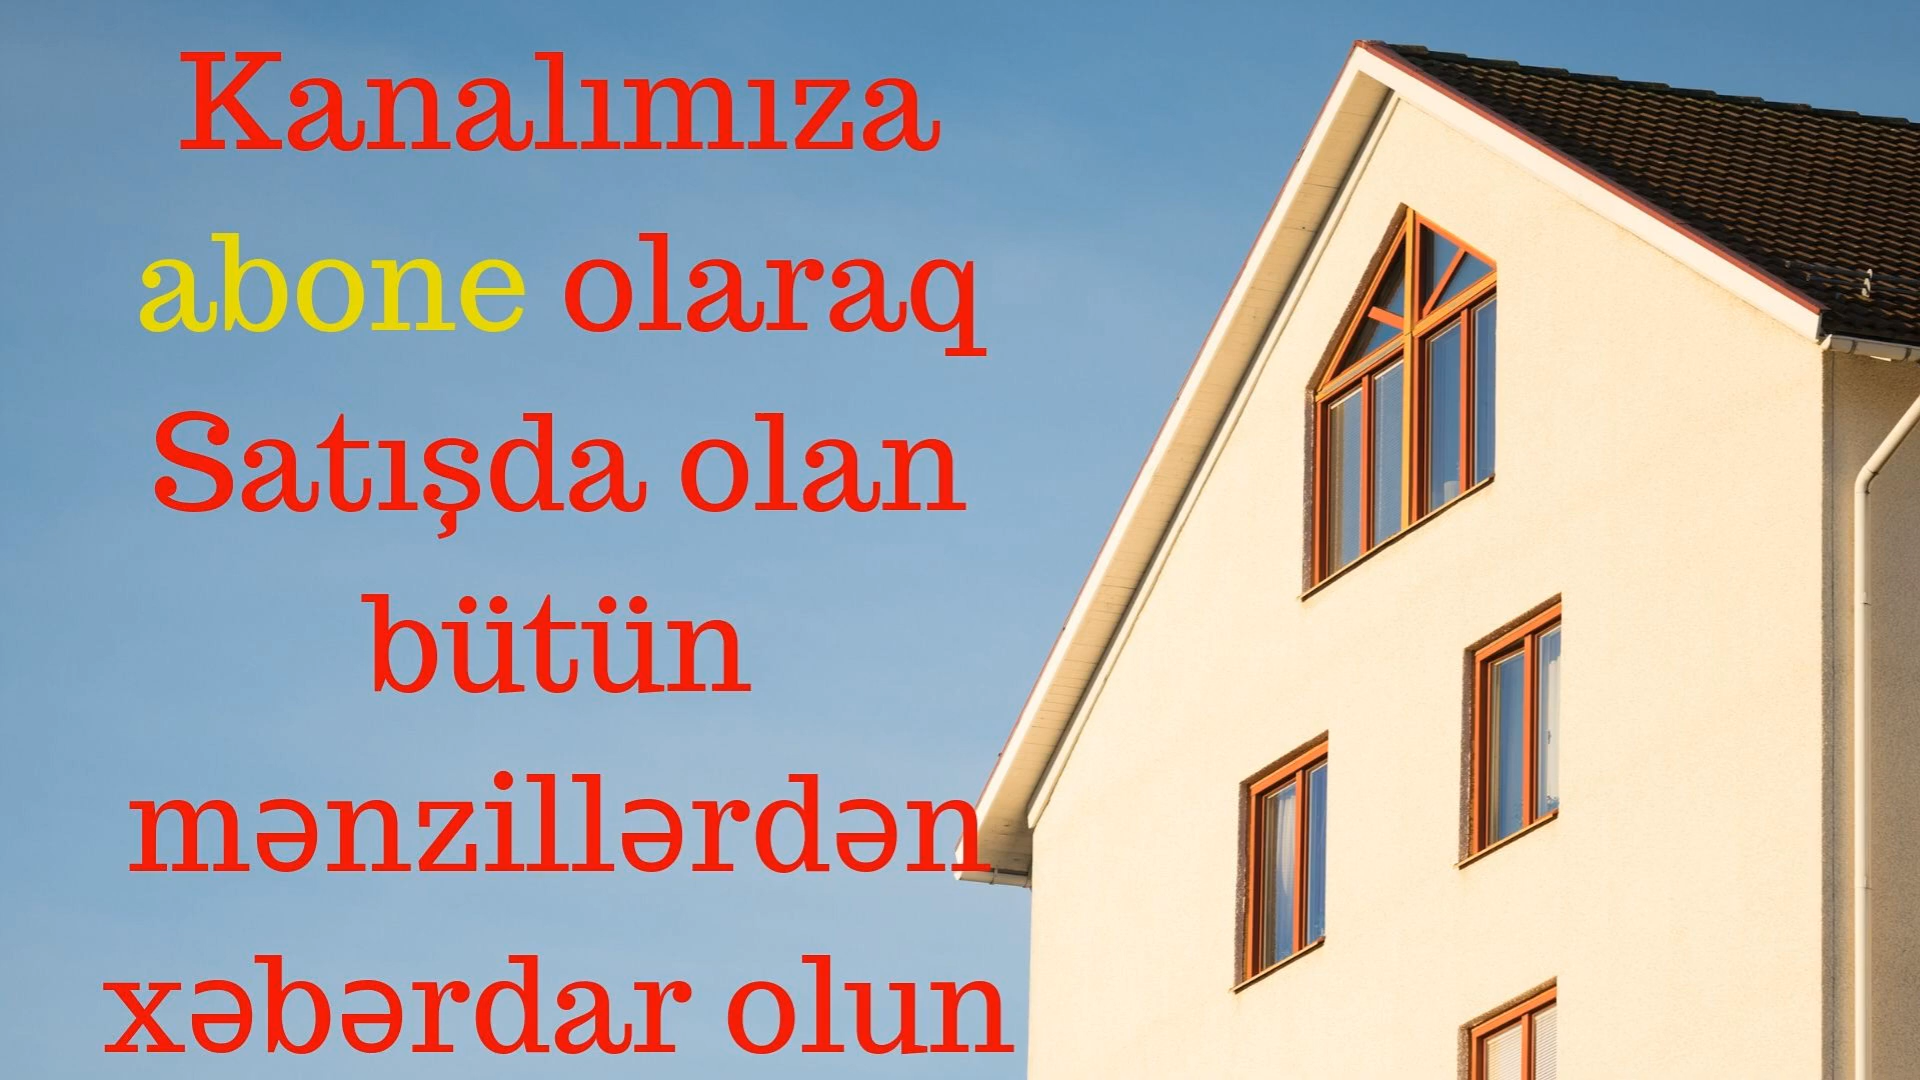 Kanalımıza
abone olaraq
Satışda olan
bütün
mənzillərdən
xəbərdar olun